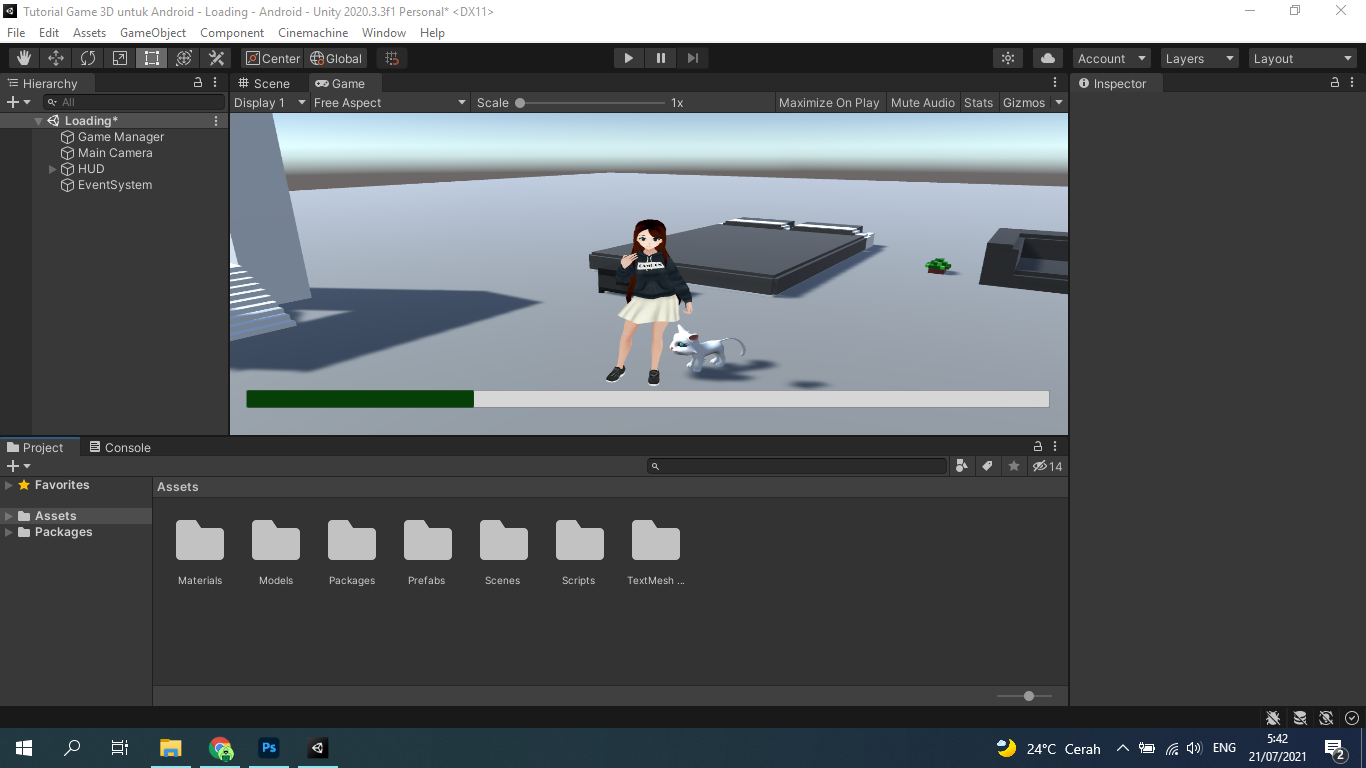 Tutorial Game 3D untuk Android - Loading - Android - Unity 2020.3.3f1 Personal* <DX11>
File Edit Assets GameObject Component Cinemachine Window Help
Center Global Account Layers Layout
Hierarchy Scene Game Inspector
All Display 1 Free Aspect Scale 1x Maximize On Play Mute Audio Stats Gizmos
Loading*
Game Manager
Main Camera
HUD
EventSystem
Project Console
14
Favorites
Assets
Assets
Packages
Materials Models Packages Prefabs Scenes Scripts TextMesh ...
Ps 24°C Cerah ENG 5:42
21/07/2021 2